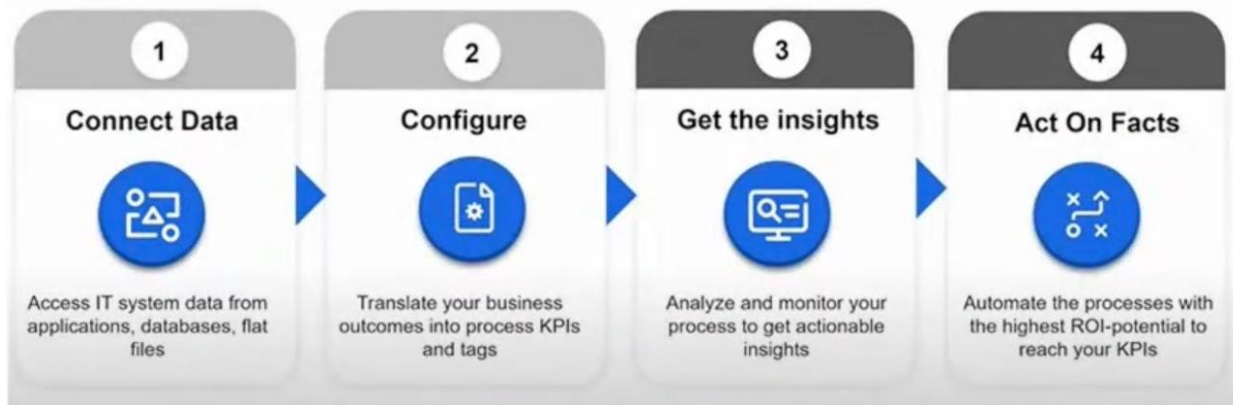 1
Connect Data
Access IT system data from
applications, databases, flat
files
2
Configure
Translate your business
outcomes into process KPIs
and tags
3
Get the insights
Analyze and monitor your
process to get actionable
insights
4
Act On Facts
Automate the processes with
the highest ROI-potential to
reach your KPIs